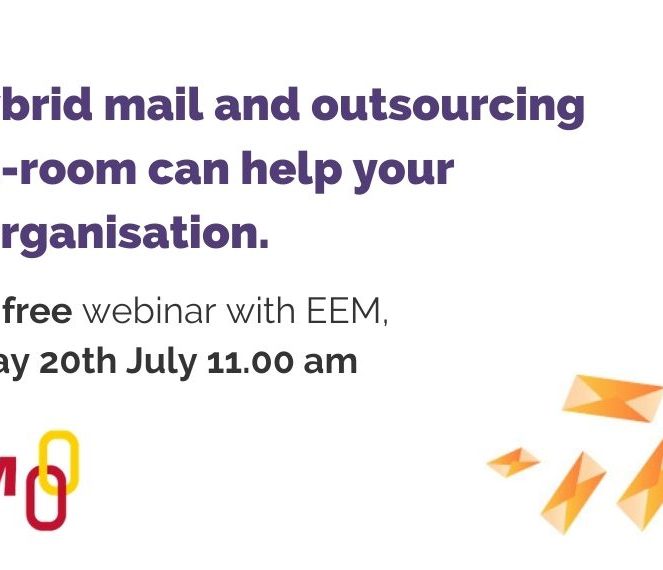 brid mail and outsourcing
-room can help your
rganisation.
free webinar with EEM,
ay 20th July 11.00 am
M